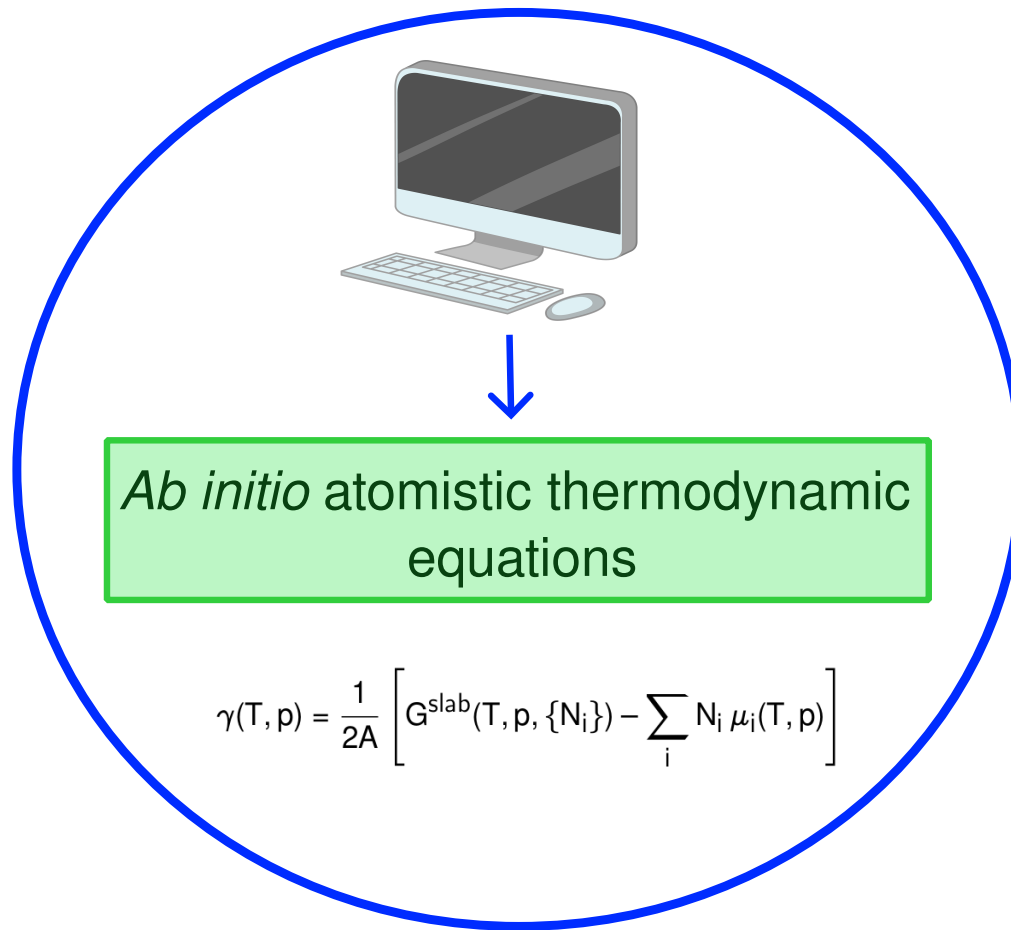 Ab initio atomistic thermodynamic
equations
γ(T, p) = 1/2A [G^slab(T, p, {N_i}) – ∑_i N_i μ_i(T, p)]